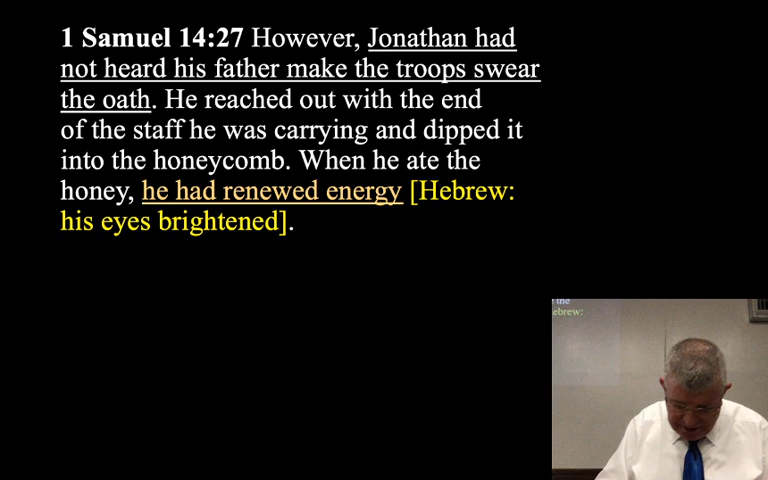 1 Samuel 14:27 However, Jonathan had
not heard his father make the troops swear
the oath. He reached out with the end
of the staff he was carrying and dipped it
into the honeycomb. When he ate the
honey, he had renewed energy [Hebrew:
his eyes brightened].
the
ebrew: